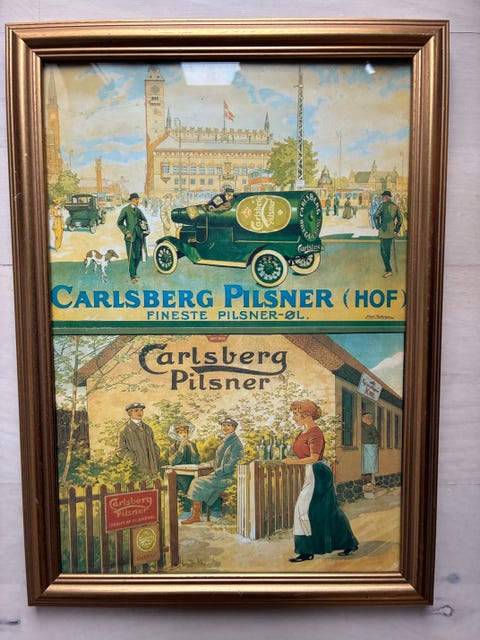 Carlsberg
Pilsner
CARLSBERG PILSNER (HOF)
FINESTE PILSNER-ØL.
Carlsberg
Pilsner
Carlsberg
Pilsner